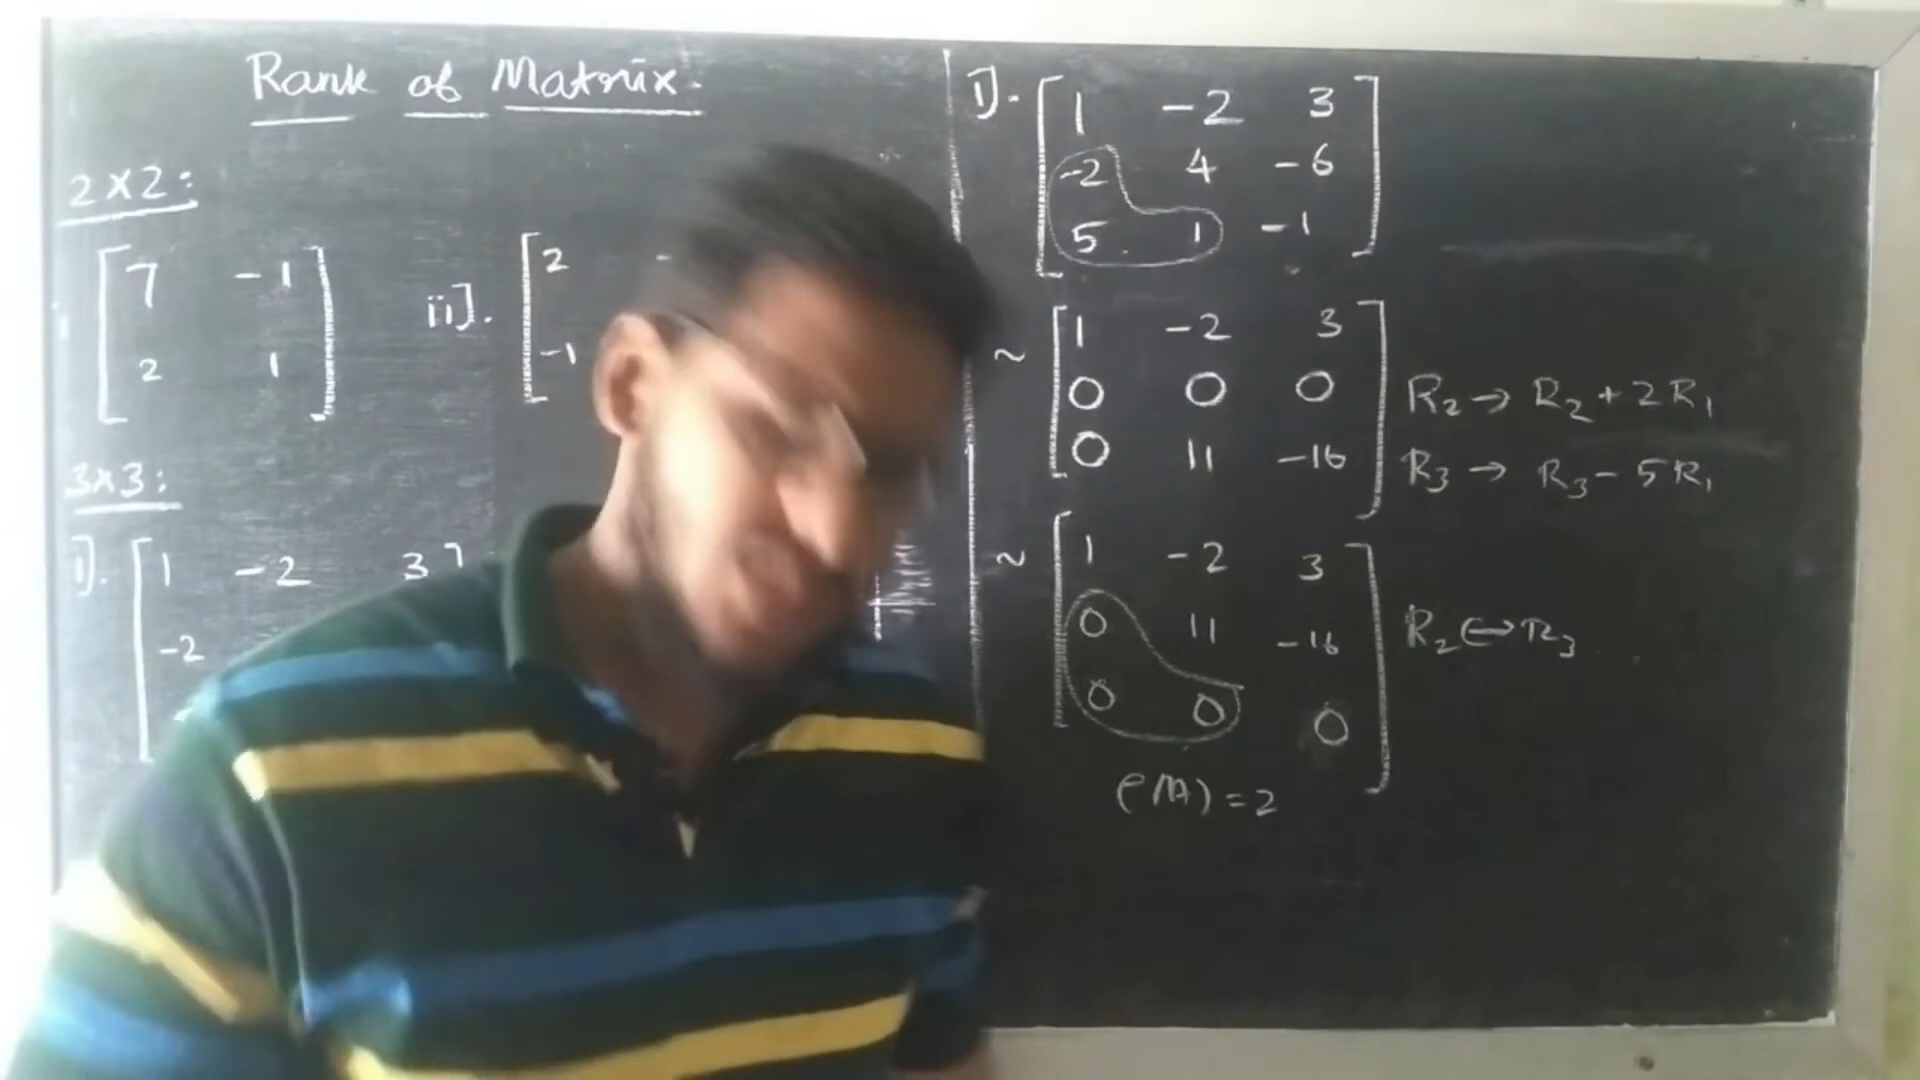 Rank of Matrix.
2×2:
7 -1
2 1
ii]. 2 -
-1
3×3:
i]. 1 -2 3
-2
i]. 1 -2 3
-2 4 -6
5 1 -1
~ 1 -2 3
0 0 0 R₂ → R₂ + 2R₁
0 11 -16 R₃ → R₃ - 5R₁
~ 1 -2 3
0 11 -16 R₂ ↔ R₃
0 0 0
ρ(A) = 2